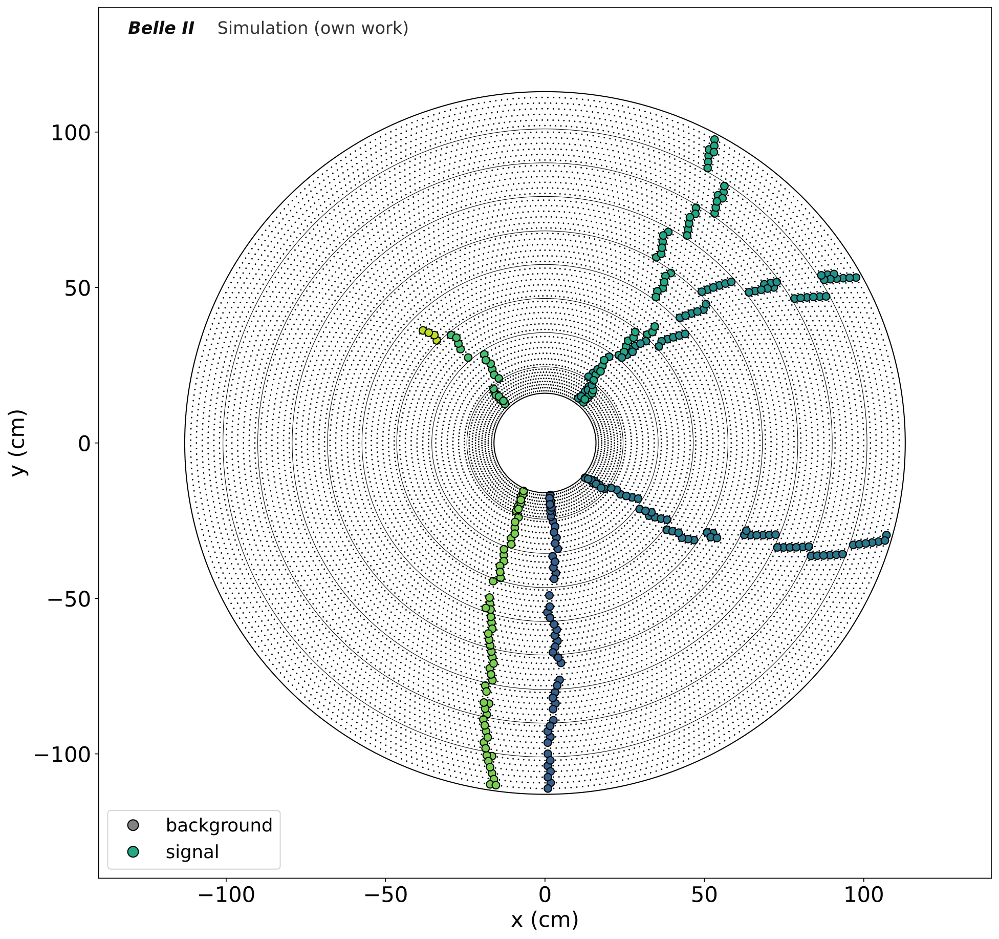 Belle II Simulation (own work)
100
50
0
−50
−100
y (cm)
background
signal
−100 −50 0 50 100
x (cm)